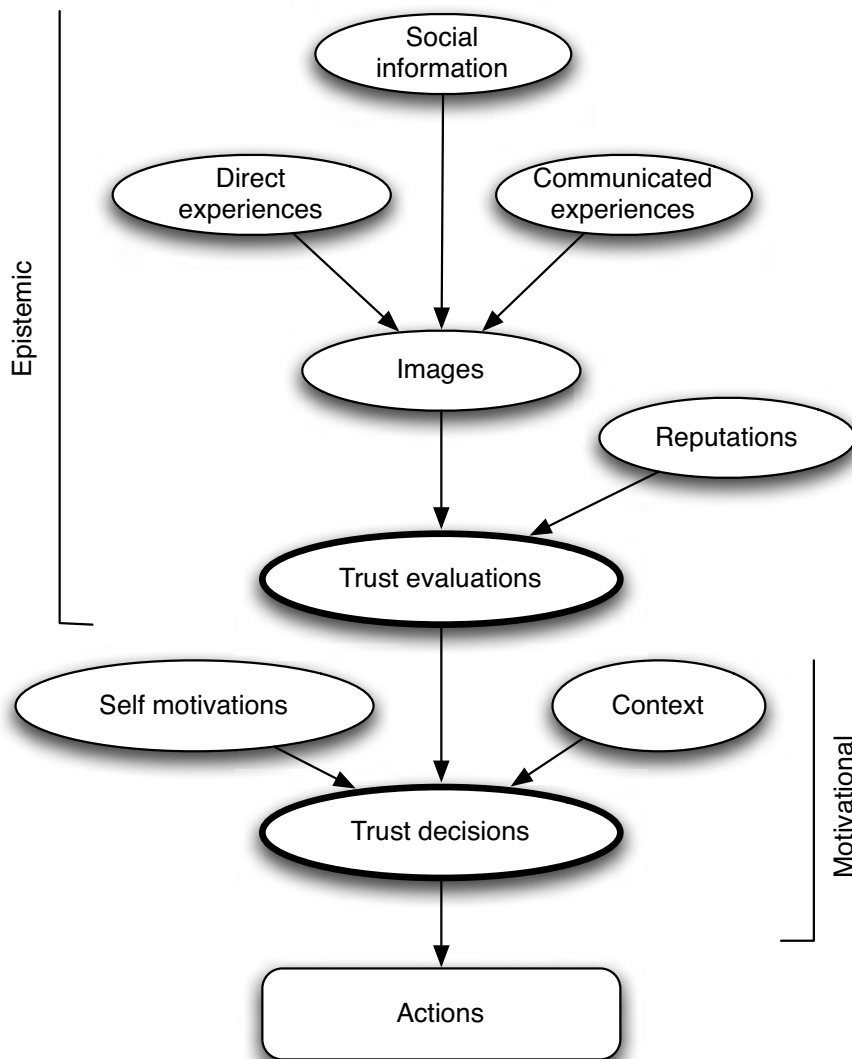 Social
information
Direct
experiences
Communicated
experiences
Epistemic
Images
Reputations
Trust evaluations
Self motivations
Context
Motivational
Trust decisions
Actions